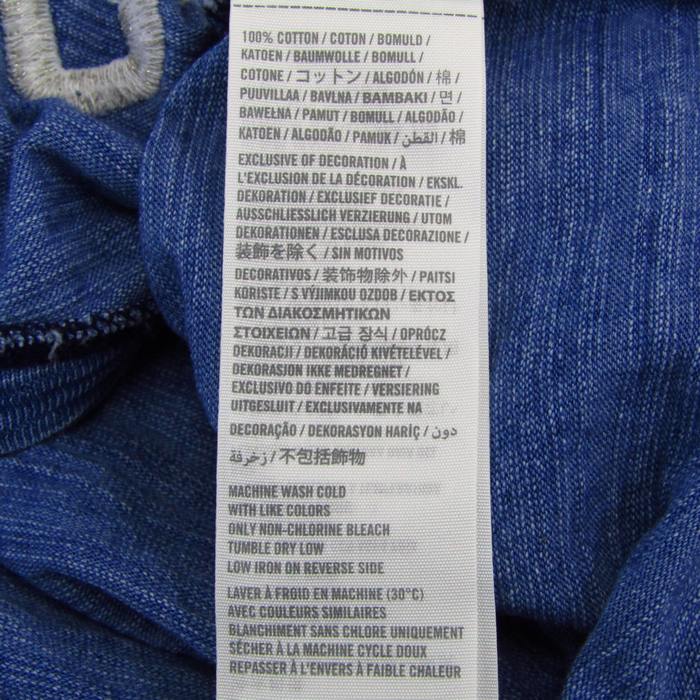 100% COTTON / COTON / BOMULD /
KATOEN / BAUMWOLLE / BOMULL /
COTONE / コットン / ALGODÓN / 棉 /
PUUVILLAA / BAVLNA / BAMBAKI / 면 /
BAWEŁNA / PAMUT / BOMULL / ALGODÃO /
KATOEN / ALGODÃO / PAMUK / القطن / 棉
EXCLUSIVE OF DECORATION / À
L'EXCLUSION DE LA DÉCORATION / EKSKL.
DEKORATION / EXCLUSIEF DECORATIE /
AUSSCHLIESSLICH VERZIERUNG / UTOM
DEKORATIONEN / ESCLUSA DECORAZIONE /
装飾を除く / SIN MOTIVOS
DECORATIVOS / 装饰物除外 / PAITSI
KORISTE / S VÝJIMKOU OZDOB / ΕΚΤΟΣ
ΤΩΝ ΔΙΑΚΟΣΜΗΤΙΚΩΝ
ΣΤΟΙΧΕΙΩΝ / 고급 장식 / OPRÓCZ
DEKORACJI / DEKORÁCIÓ KIVÉTELÉVEL /
DEKORASJON IKKE MEDREGNET /
EXCLUSIVO DO ENFEITE / VERSIERING
UITGESLUIT / EXCLUSIVAMENTE NA
DECORAÇÃO / DEKORASYON HARİÇ / دون
زخرفة / 不包括飾物
MACHINE WASH COLD
WITH LIKE COLORS
ONLY NON-CHLORINE BLEACH
TUMBLE DRY LOW
LOW IRON ON REVERSE SIDE
LAVER À FROID EN MACHINE (30°C)
AVEC COULEURS SIMILAIRES
BLANCHIMENT SANS CHLORE UNIQUEMENT
SÉCHER À LA MACHINE CYCLE DOUX
REPASSER À L'ENVERS À FAIBLE CHALEUR